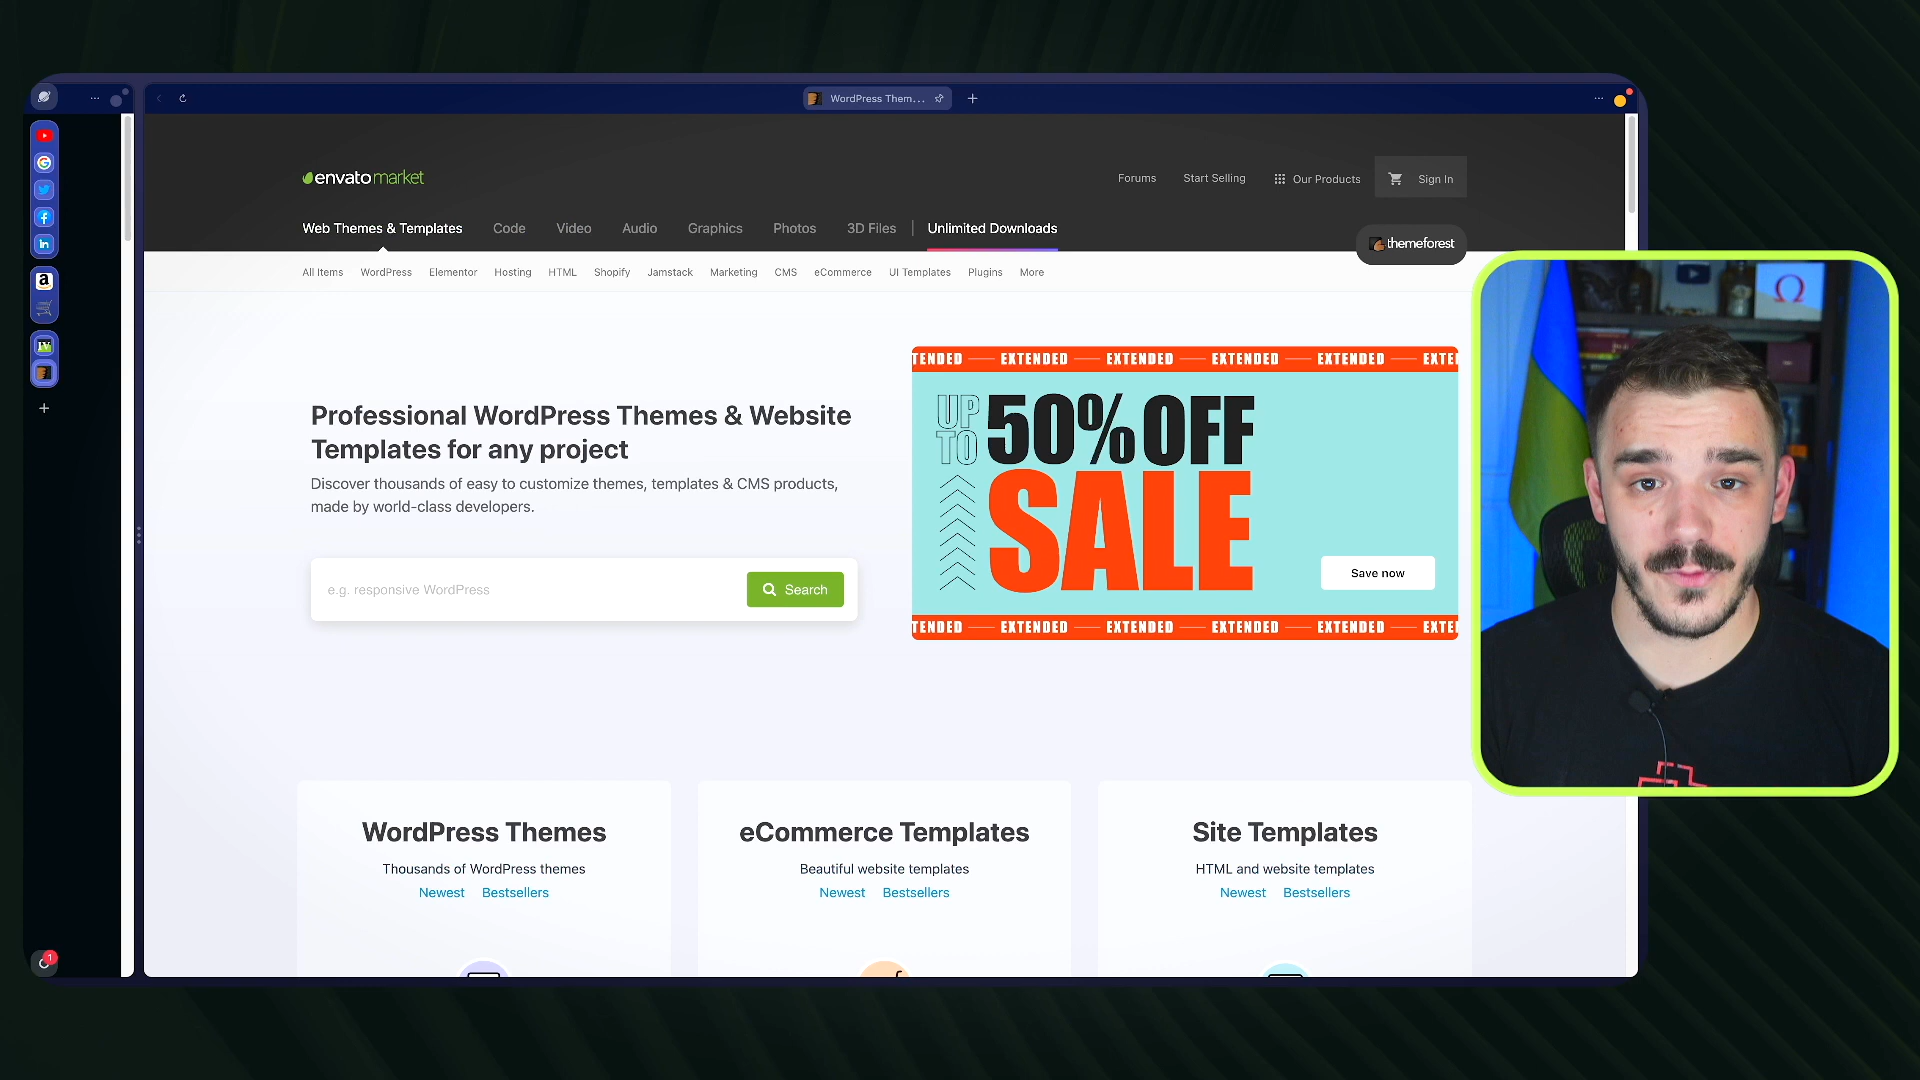 WordPress Them...
envatomarket
Forums
Start Selling
Our Products
Sign In
Web Themes & Templates
Code
Video
Audio
Graphics
Photos
3D Files
Unlimited Downloads
themeforest
All Items
WordPress
Elementor
Hosting
HTML
Shopify
Jamstack
Marketing
CMS
eCommerce
UI Templates
Plugins
More
Professional WordPress Themes & Website
Templates for any project
Discover thousands of easy to customize themes, templates & CMS products,
made by world-class developers.
e.g. responsive WordPress
Search
TENDED — EXTENDED — EXTENDED — EXTENDED — EXTENDED — EXTE
UP TO 50% OFF
SALE
Save now
TENDED — EXTENDED — EXTENDED — EXTENDED — EXTENDED — EXTE
WordPress Themes
Thousands of WordPress themes
Newest Bestsellers
eCommerce Templates
Beautiful website templates
Newest Bestsellers
Site Templates
HTML and website templates
Newest Bestsellers
in
a
IV
1
Ω